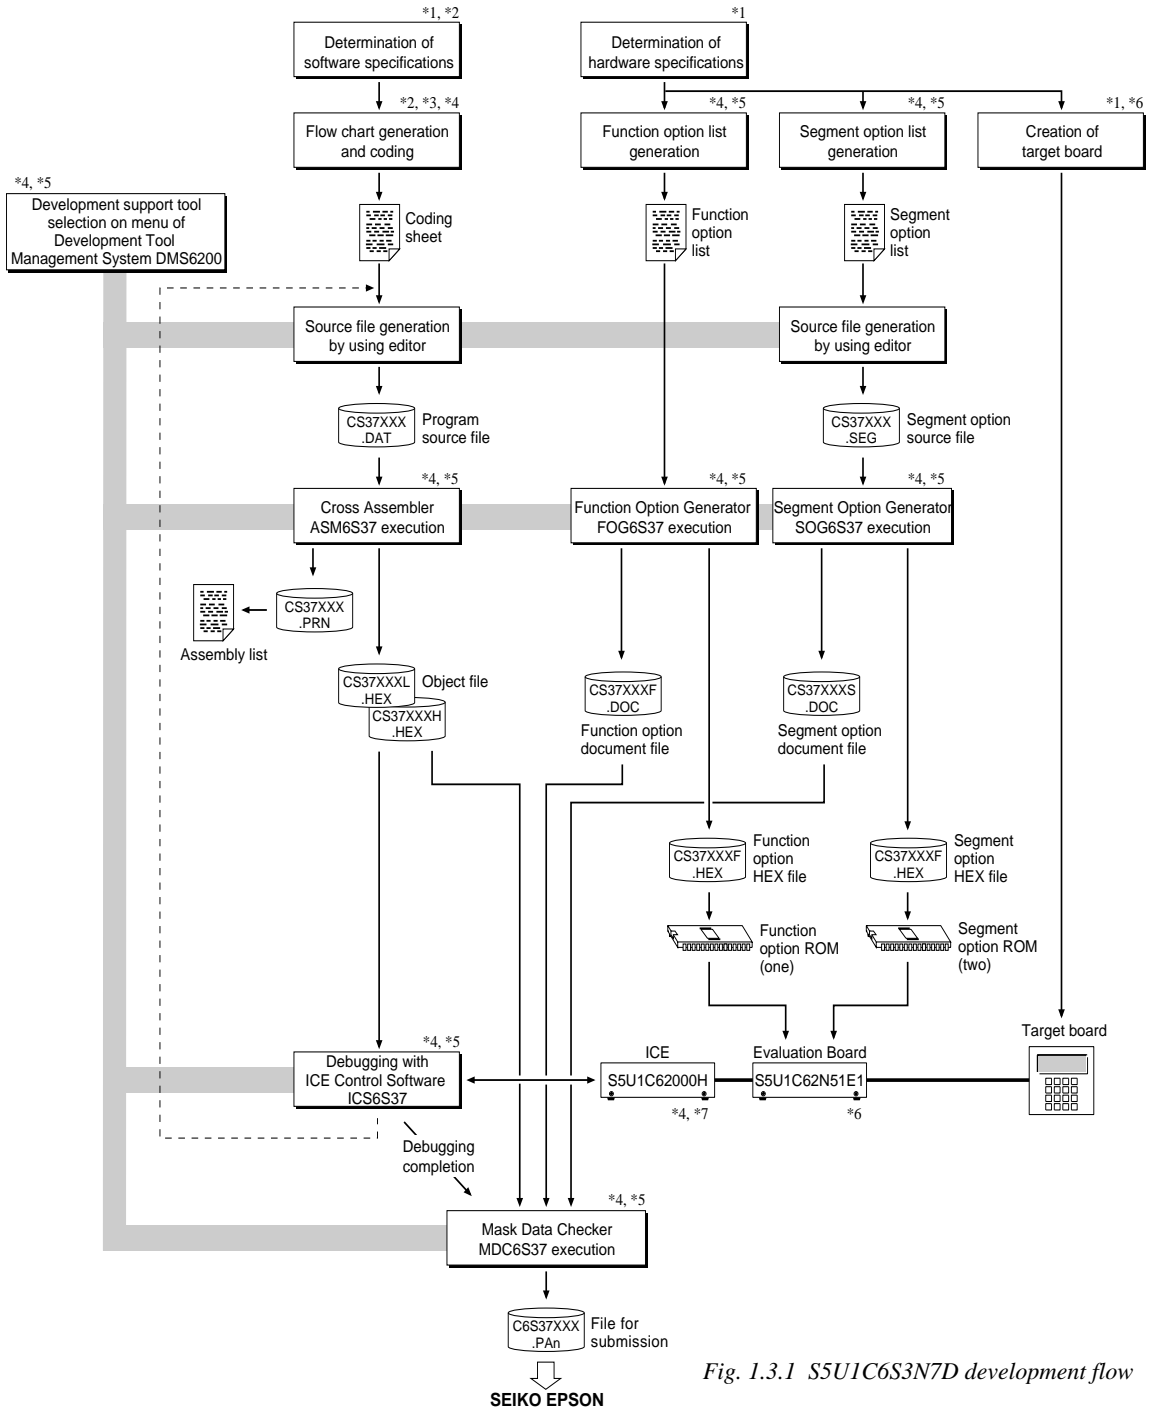 *1, *2
Determination of
software specifications
*1
Determination of
hardware specifications
*2, *3, *4
Flow chart generation
and coding
*4, *5
Function option list
generation
*4, *5
Segment option list
generation
*1, *6
Creation of
target board
*4, *5
Development support tool
selection on menu of
Development Tool
Management System DMS6200
Coding
sheet
Function
option
list
Segment
option
list
Source file generation
by using editor
Source file generation
by using editor
CS37XXX
.DAT
Program
source file
CS37XXX
.SEG
Segment option
source file
*4, *5
Cross Assembler
ASM6S37 execution
*4, *5
Function Option Generator
FOG6S37 execution
*4, *5
Segment Option Generator
SOG6S37 execution
CS37XXX
.PRN
Assembly list
CS37XXXL
.HEX
Object file
CS37XXXH
.HEX
CS37XXXF
.DOC
Function option
document file
CS37XXXS
.DOC
Segment option
document file
CS37XXXF
.HEX
Function
option
HEX file
CS37XXXF
.HEX
Segment
option
HEX file
Function
option ROM
(one)
Segment
option ROM
(two)
Target board
*4, *5
Debugging with
ICE Control Software
ICS6S37
ICE
S5U1C62000H
*4, *7
Evaluation Board
S5U1C62N51E1
*6
Debugging
completion
*4, *5
Mask Data Checker
MDC6S37 execution
C6S37XXX
.PAn
File for
submission
SEIKO EPSON
Fig. 1.3.1 S5U1C6S3N7D development flow